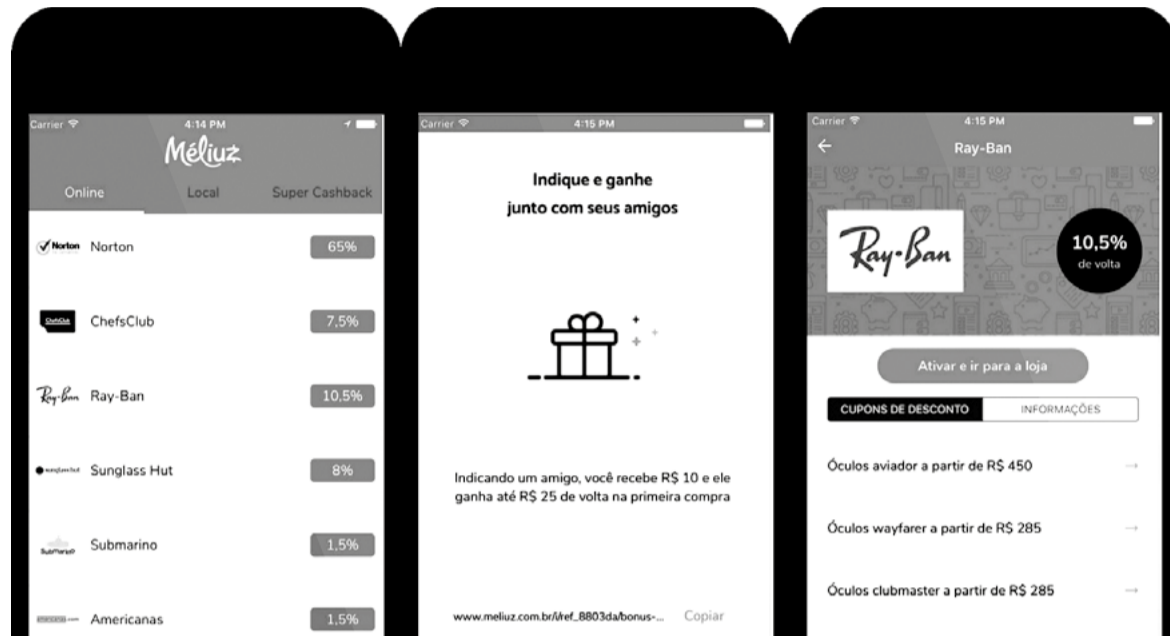 Carrier
4:14 PM
Méliuz
Online
Local
Super Cashback
Norton
Norton
65%
ChefsClub
ChefsClub
7,5%
Ray-Ban
Ray-Ban
10,5%
sunglass hut
Sunglass Hut
8%
Submarino
Submarino
1,5%
Americanas
1,5%
Carrier
4:15 PM
Indique e ganhe
junto com seus amigos
Indicando um amigo, você recebe R$ 10 e ele
ganha até R$ 25 de volta na primeira compra
www.meliuz.com.br/i/ref_8803da/bonus-...
Copiar
Carrier
4:15 PM
Ray-Ban
Ray-Ban
10,5%
de volta
Ativar e ir para a loja
CUPONS DE DESCONTO
INFORMAÇÕES
Óculos aviador a partir de R$ 450
Óculos wayfarer a partir de R$ 285
Óculos clubmaster a partir de R$ 285